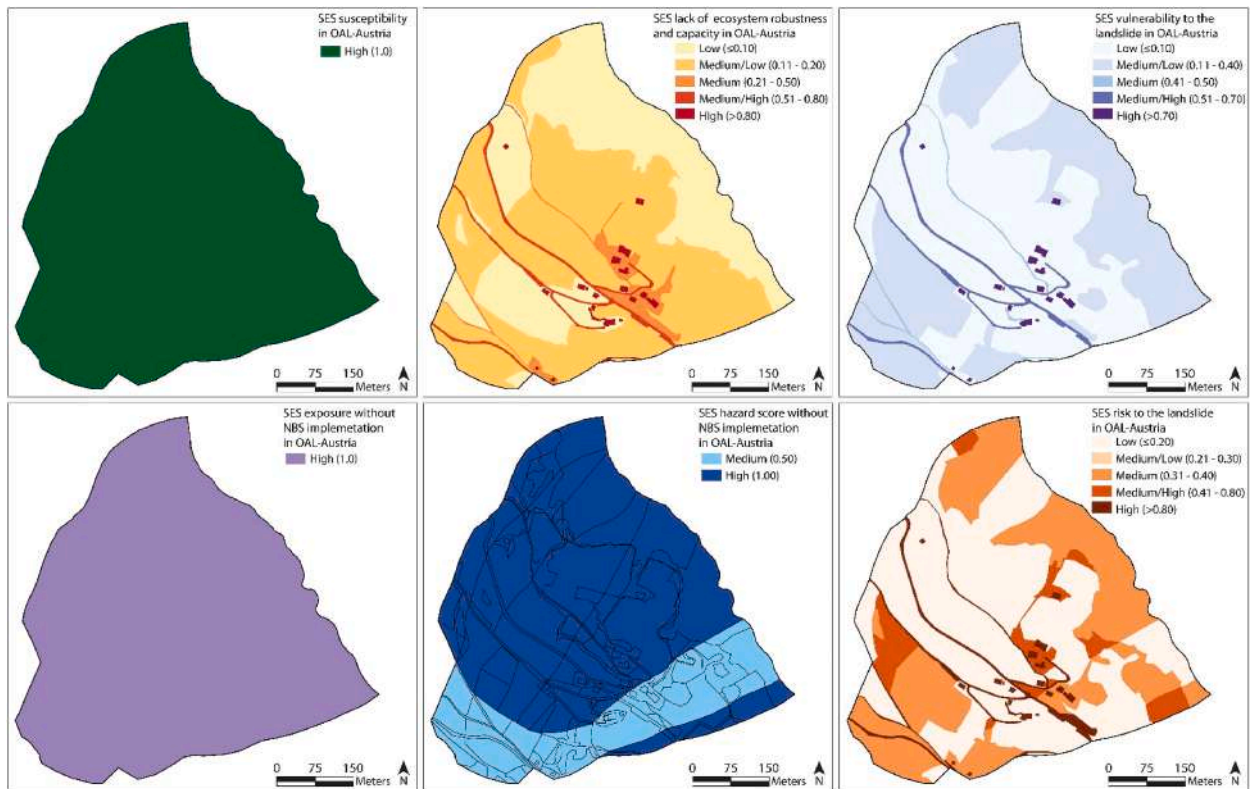 SES susceptibility
in OAL-Austria
High (1.0)
0 75 150
Meters N
SES lack of ecosystem robustness
and capacity in OAL-Austria
Low (≤0.10)
Medium/Low (0.11 - 0.20)
Medium (0.21 - 0.50)
Medium/High (0.51 - 0.80)
High (>0.80)
0 75 150
Meters N
SES vulnerability to the
landslide in OAL-Austria
Low (≤0.10)
Medium/Low (0.11 - 0.40)
Medium (0.41 - 0.50)
Medium/High (0.51 - 0.70)
High (>0.70)
0 75 150
Meters N
SES exposure without
NBS implemetation
in OAL-Austria
High (1.0)
0 75 150
Meters N
SES hazard score without
NBS implemetation
in OAL-Austria
Medium (0.50)
High (1.00)
0 75 150
Meters N
SES risk to the landslide
in OAL-Austria
Low (≤0.20)
Medium/Low (0.21 - 0.30)
Medium (0.31 - 0.40)
Medium/High (0.41 - 0.80)
High (>0.80)
0 75 150
Meters N